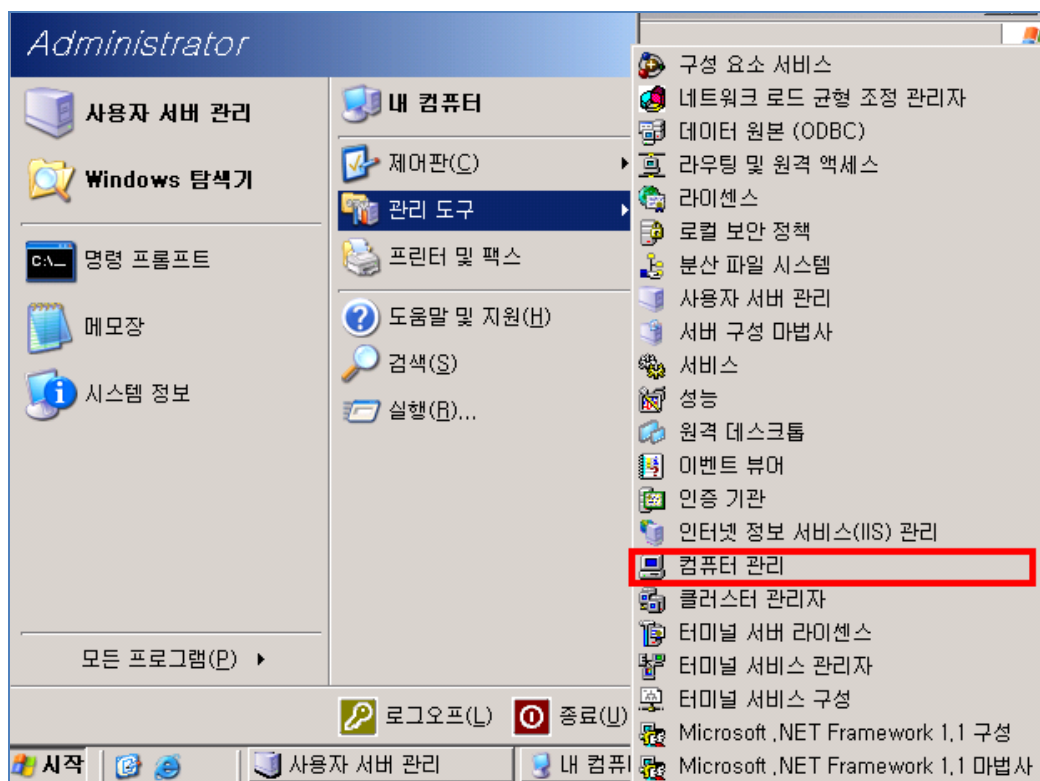 Administrator
사용자 서버 관리
Windows 탐색기
명령 프롬프트
메모장
시스템 정보
모든 프로그램(P)
내 컴퓨터
제어판(C)
관리 도구
프린터 및 팩스
도움말 및 지원(H)
검색(S)
실행(R)...
구성 요소 서비스
네트워크 로드 균형 조정 관리자
데이터 원본 (ODBC)
라우팅 및 원격 액세스
라이센스
로컬 보안 정책
분산 파일 시스템
사용자 서버 관리
서버 구성 마법사
서비스
성능
원격 데스크톱
이벤트 뷰어
인증 기관
인터넷 정보 서비스(IIS) 관리
컴퓨터 관리
클러스터 관리자
터미널 서버 라이센스
터미널 서비스 관리자
터미널 서비스 구성
Microsoft .NET Framework 1.1 구성
Microsoft .NET Framework 1.1 마법사
로그오프(L)
종료(U)
시작
사용자 서버 관리
내 컴퓨